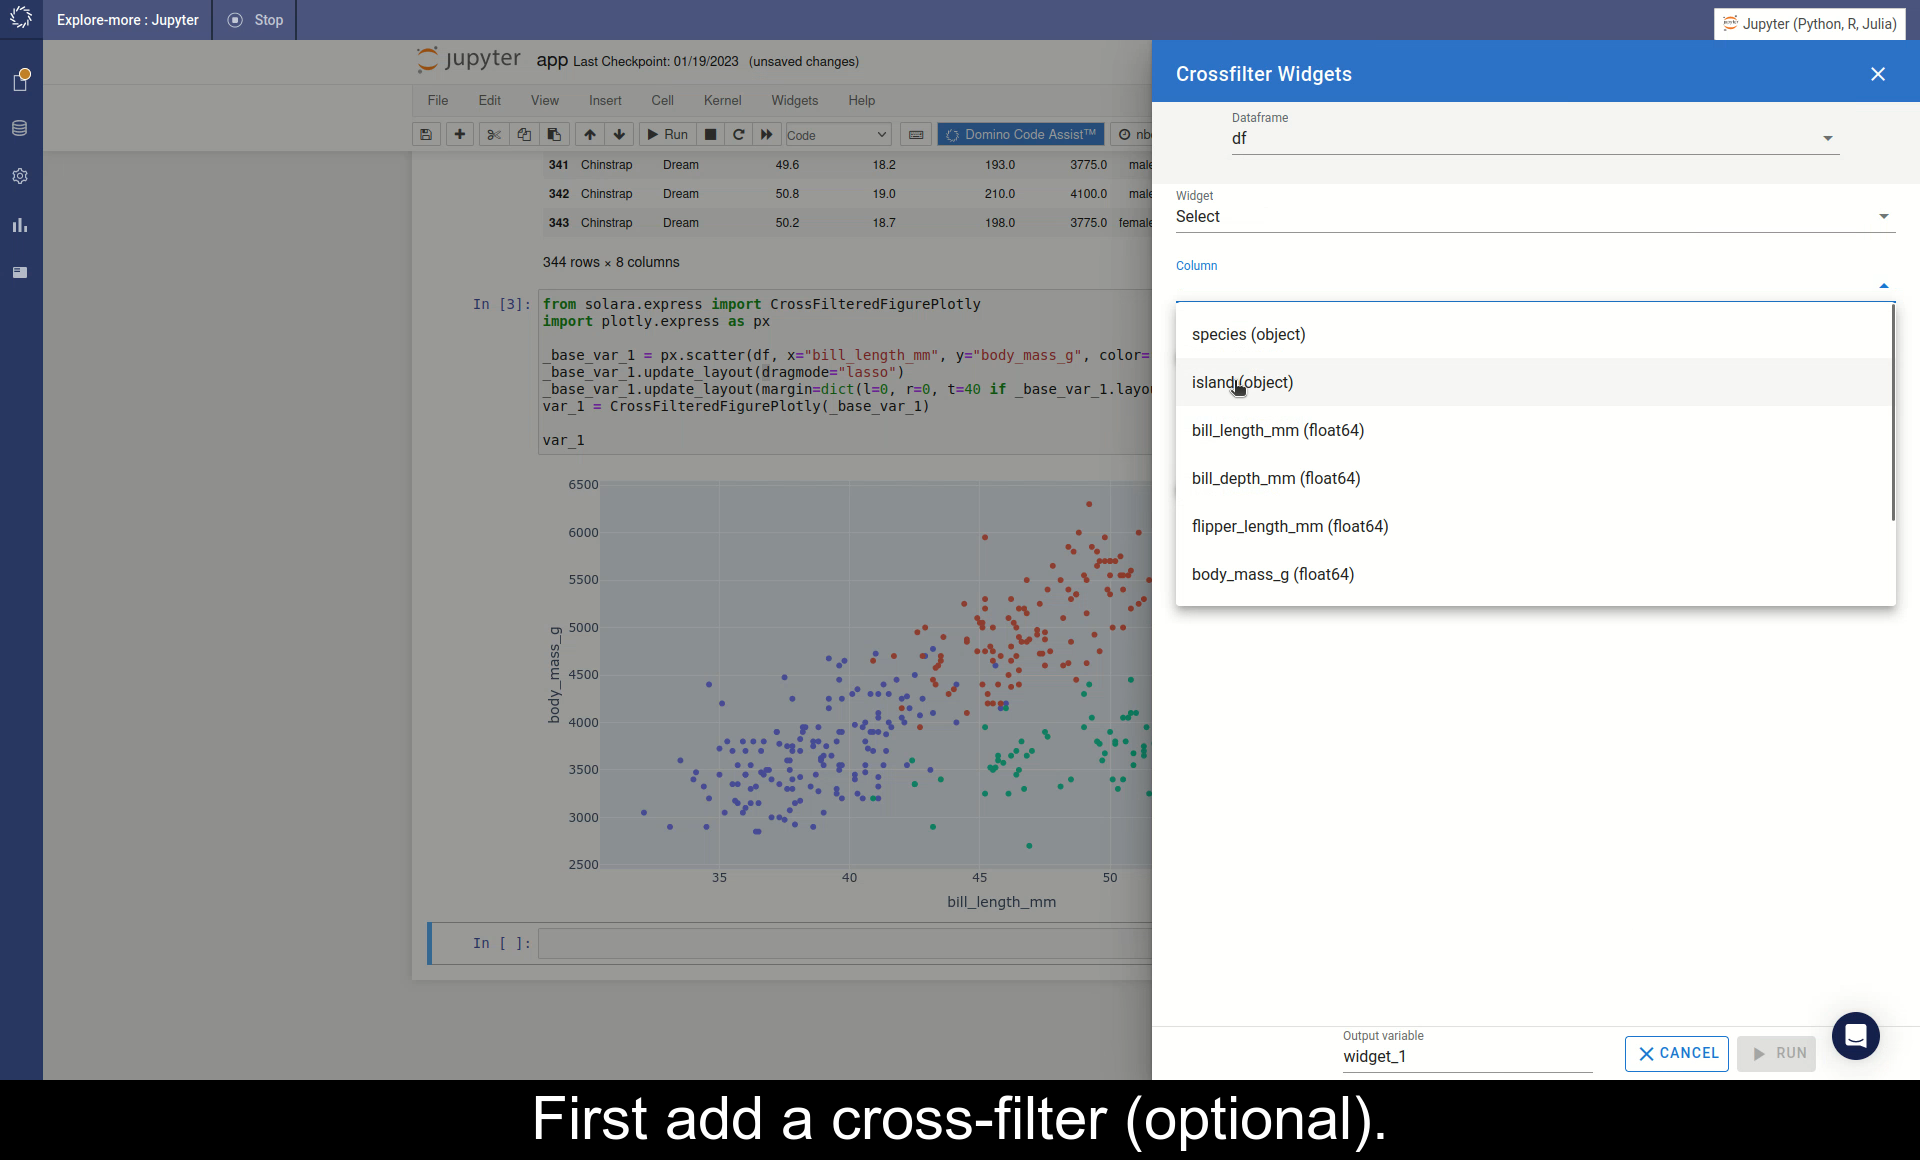 Explore-more : Jupyter
Stop
Jupyter (Python, R, Julia)
jupyter app Last Checkpoint: 01/19/2023 (unsaved changes)
File Edit View Insert Cell Kernel Widgets Help
Run Code Domino Code Assist™ nb
341 Chinstrap Dream 49.6 18.2 193.0 3775.0 male
342 Chinstrap Dream 50.8 19.0 210.0 4100.0 male
343 Chinstrap Dream 50.2 18.7 198.0 3775.0 female
344 rows × 8 columns
In [3]:
from solara.express import CrossFilteredFigurePlotly
import plotly.express as px
_base_var_1 = px.scatter(df, x="bill_length_mm", y="body_mass_g", color=
_base_var_1.update_layout(dragmode="lasso")
_base_var_1.update_layout(margin=dict(l=0, r=0, t=40 if _base_var_1.layou
var_1 = CrossFilteredFigurePlotly(_base_var_1)
var_1
6500
6000
5500
5000
4500
4000
3500
3000
2500
body_mass_g
35 40 45 50
bill_length_mm
In [ ]:
Crossfilter Widgets
Dataframe
df
Widget
Select
Column
species (object)
island (object)
bill_length_mm (float64)
bill_depth_mm (float64)
flipper_length_mm (float64)
body_mass_g (float64)
Output variable
widget_1
CANCEL
RUN
First add a cross-filter (optional).